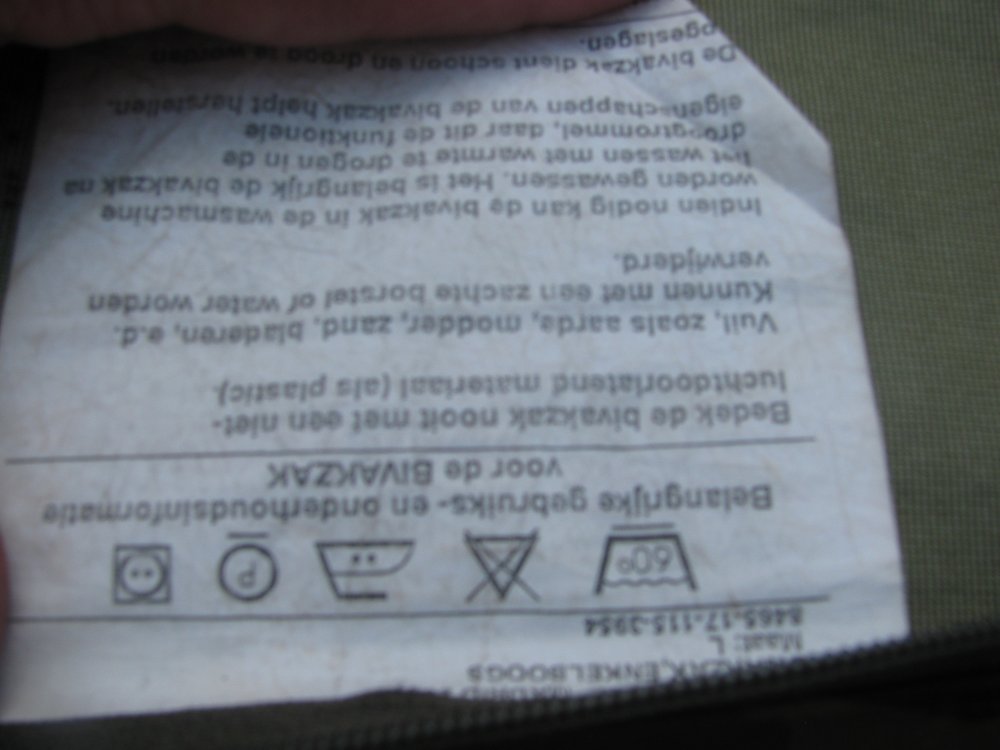 BIVAKZAK, ENKELBOOGS
Maat: L
8465-17-115-3954
60°
P
Belangrijke gebruiks- en onderhoudsinformatie
voor de BIVAKZAK
Bedek de bivakzak nooit met een niet-
luchtdoorlatend materiaal (als plastic)
Vuil, zoals aarde, modder, zand, bladeren, e.d.
Kunnen met een zachte borstel of water worden
verwijderd.
Indien nodig kan de bivakzak in de wasmachine
worden gewassen. Het is belangrijk de bivakzak na
het wassen met warmte te drogen in de
droogtrommel, daar dit de funktionele
eigenschappen van de bivakzak helpt herstellen.
De bivakzak dient schoon en droog te worden
opgeslagen.